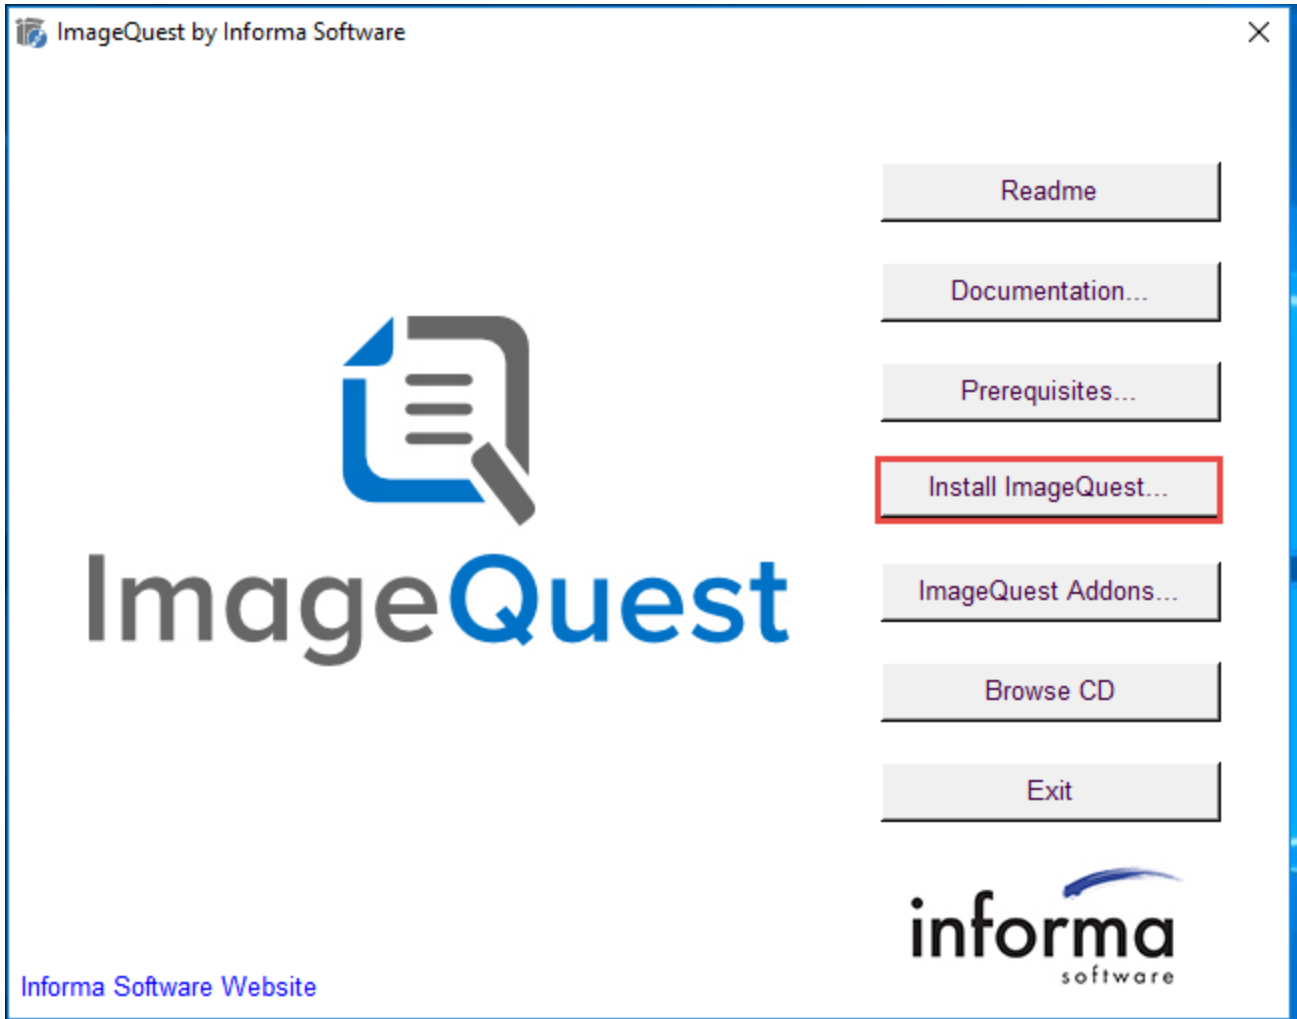 ImageQuest by Informa Software
Readme
Documentation...
Prerequisites...
Install ImageQuest...
ImageQuest Addons...
Browse CD
Exit
ImageQuest
informa
software
Informa Software Website